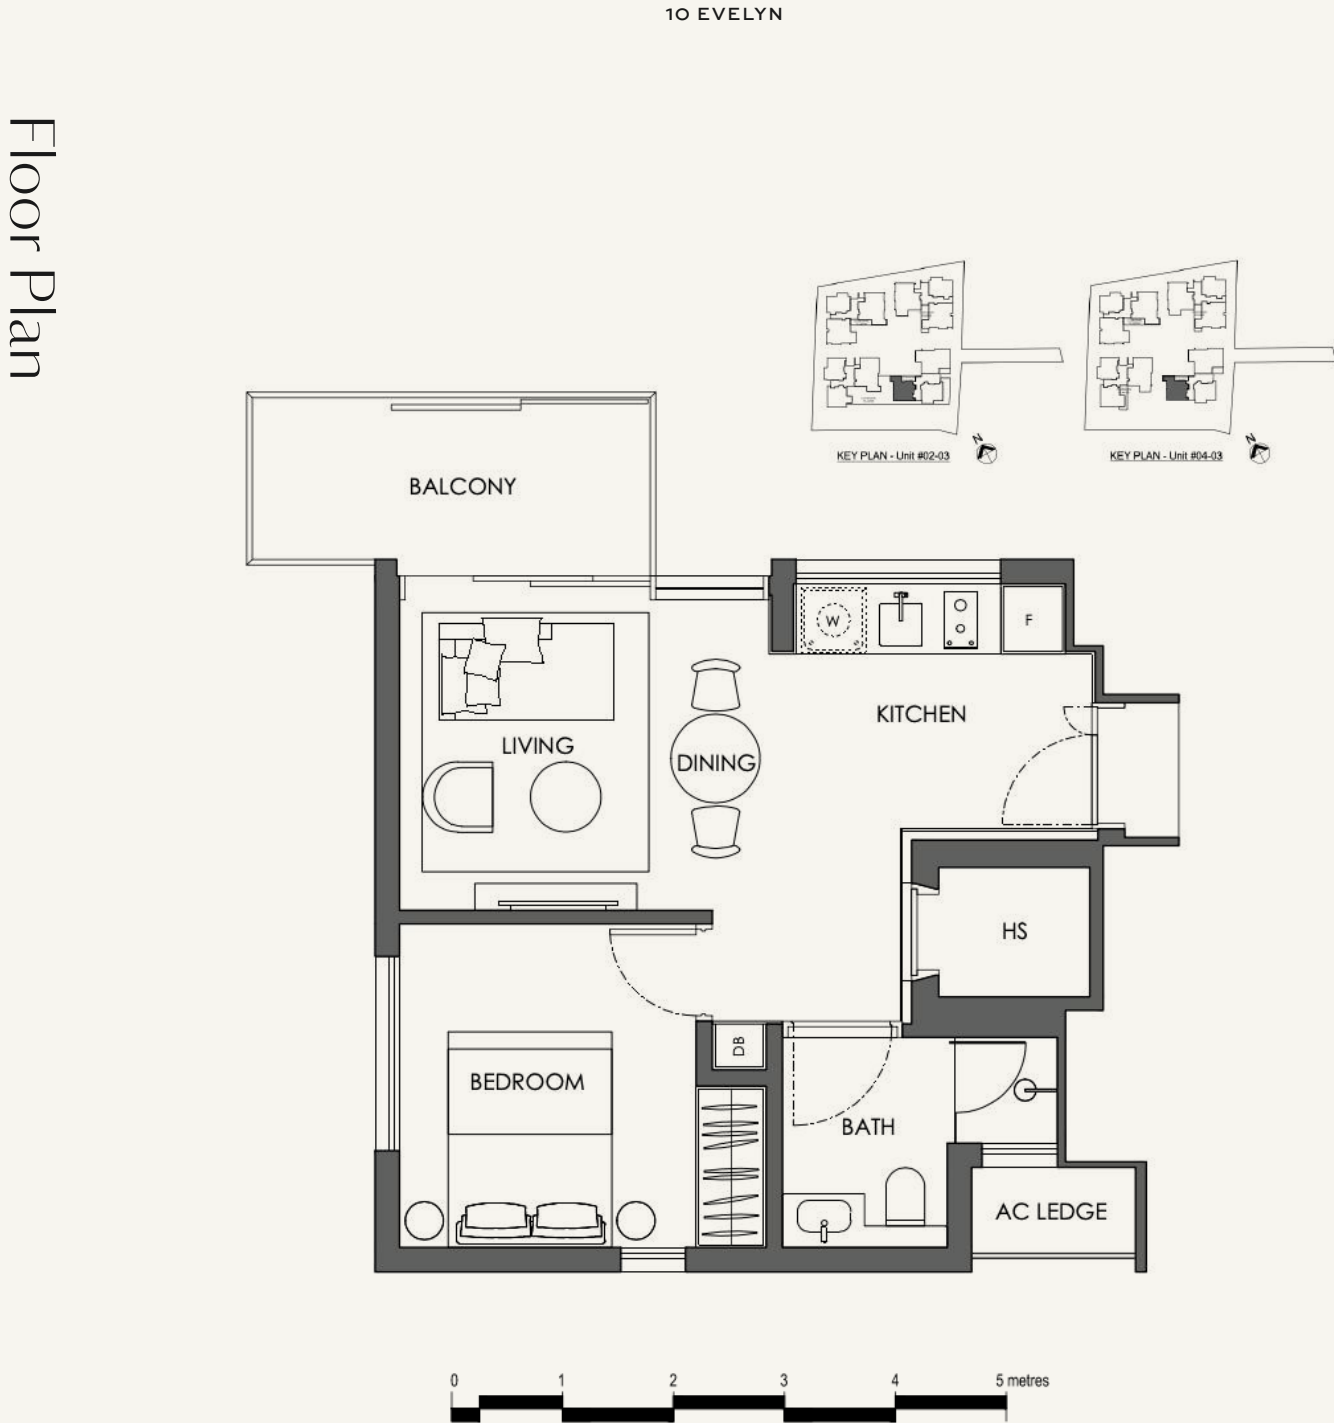 10 EVELYN
Floor Plan
N
N
KEY PLAN - Unit #02-03
KEY PLAN - Unit #04-03
BALCONY
W
F
KITCHEN
LIVING
DINING
HS
DB
BEDROOM
BATH
AC LEDGE
0 1 2 3 4 5 metres